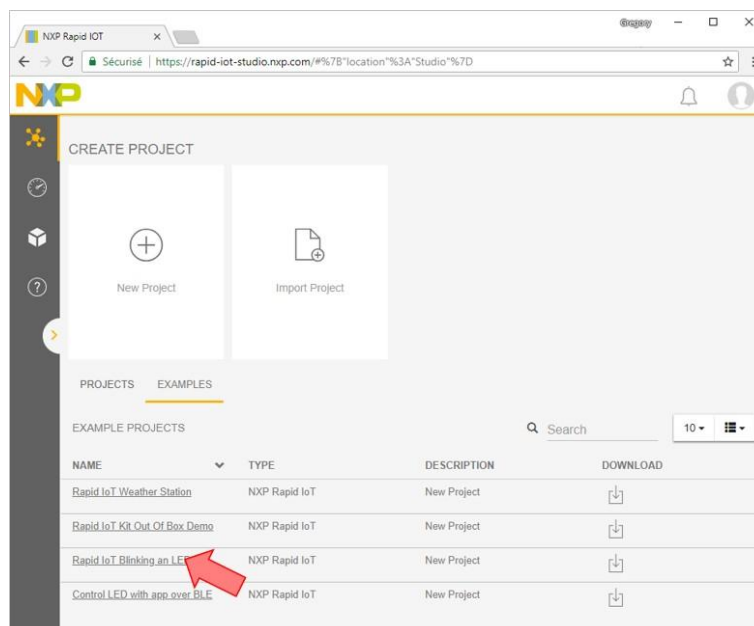 Gregory
NXP Rapid IOT
Sécurisé https://rapid-iot-studio.nxp.com/#%7B"location"%3A"Studio"%7D
NXP
CREATE PROJECT
New Project Import Project
PROJECTS EXAMPLES
EXAMPLE PROJECTS Search 10
NAME TYPE DESCRIPTION DOWNLOAD
Rapid IoT Weather Station NXP Rapid IoT New Project
Rapid IoT Kit Out Of Box Demo NXP Rapid IoT New Project
Rapid IoT Blinking an LED NXP Rapid IoT New Project
Control LED with app over BLE NXP Rapid IoT New Project